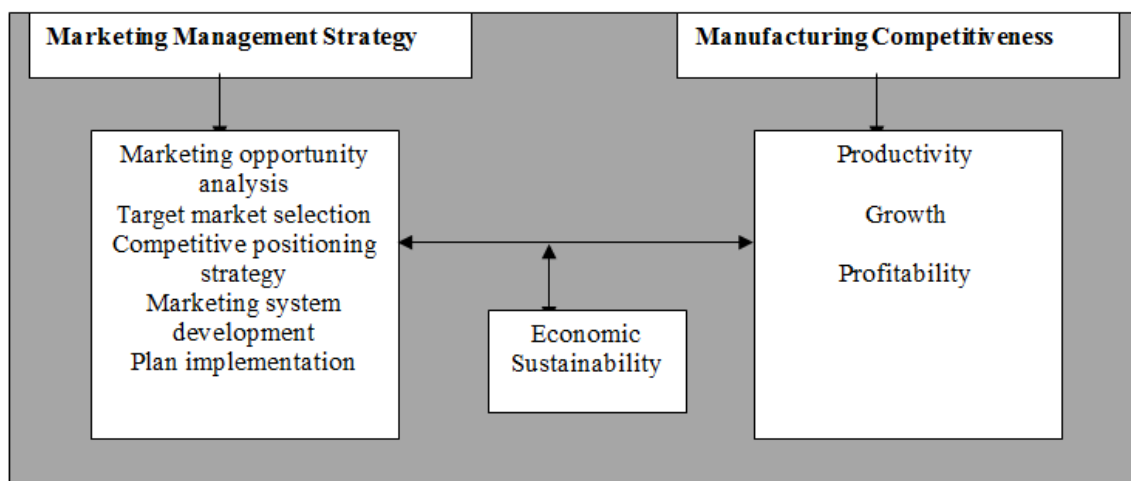 Marketing Management Strategy
Manufacturing Competitiveness
Marketing opportunity
analysis
Target market selection
Competitive positioning
strategy
Marketing system
development
Plan implementation
Economic
Sustainability
Productivity
Growth
Profitability